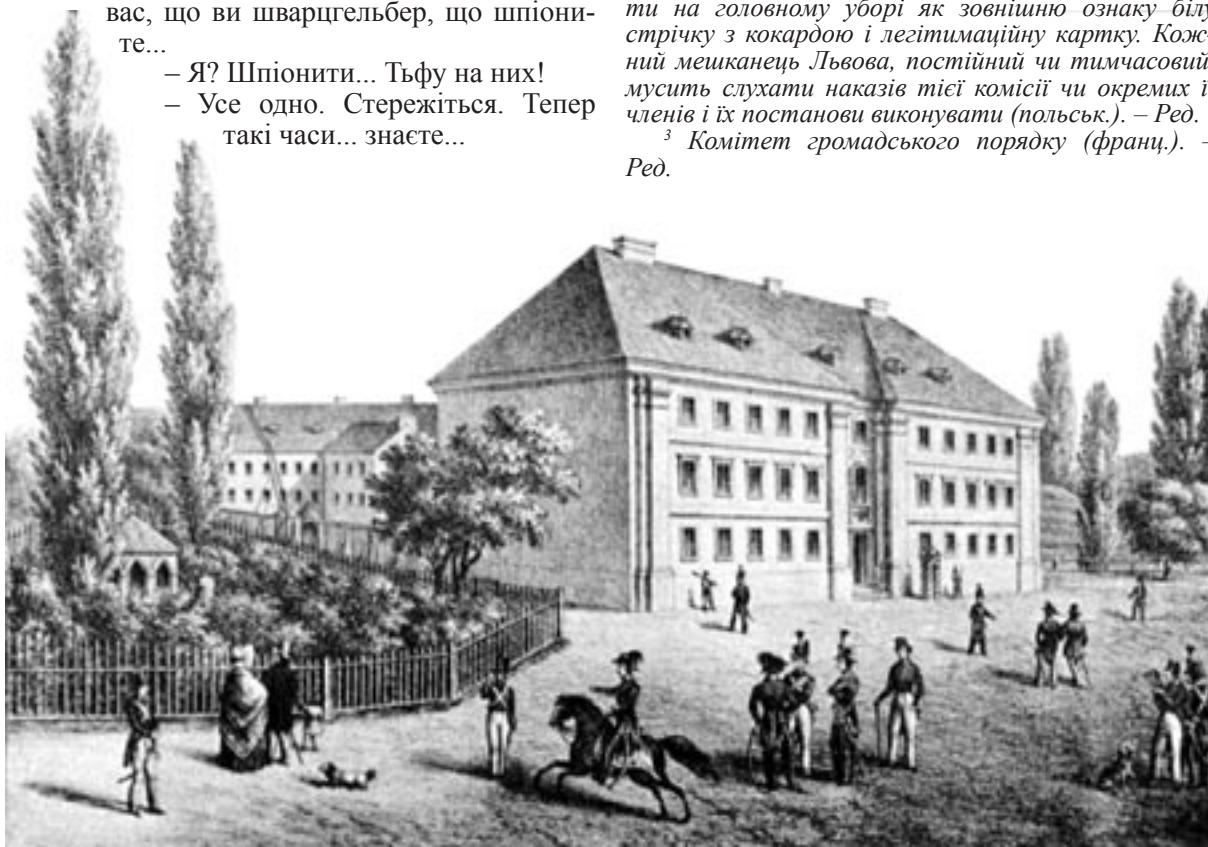 вас, що ви шварцгельбер, що шпіони-
те...
– Я? Шпіонити... Тьфу на них!
– Усе одно. Стережіться. Тепер
такі часи... знаєте...
ти на головному уборі як зовнішню ознаку білу
стрічку з кокардою і легітимаційну картку. Кож-
ний мешканець Львова, постійний чи тимчасовий
мусить слухати наказів тієї комісії чи окремих ї
членів і їх постанови виконувати (польськ.). – Ред.
³ Комітет громадського порядку (франц.). –
Ред.